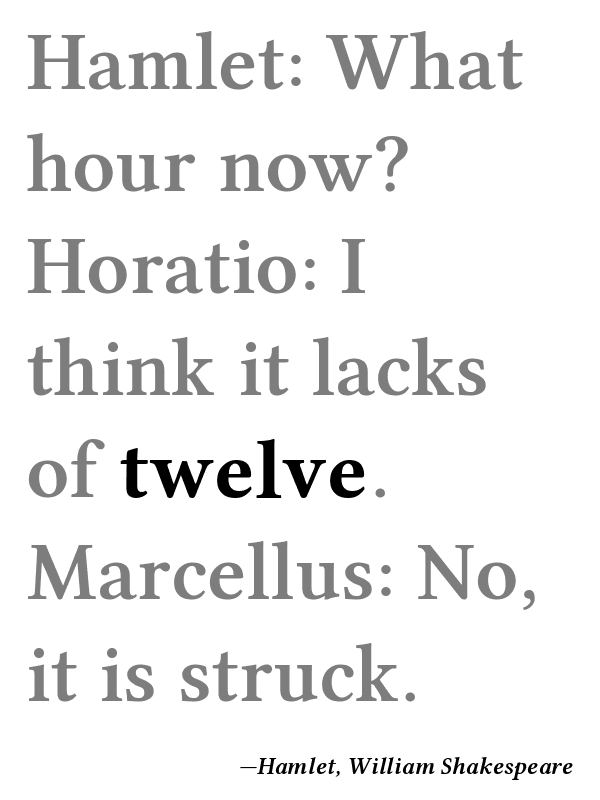 Hamlet: What
hour now?
Horatio: I
think it lacks
of twelve.
Marcellus: No,
it is struck.
—Hamlet, William Shakespeare